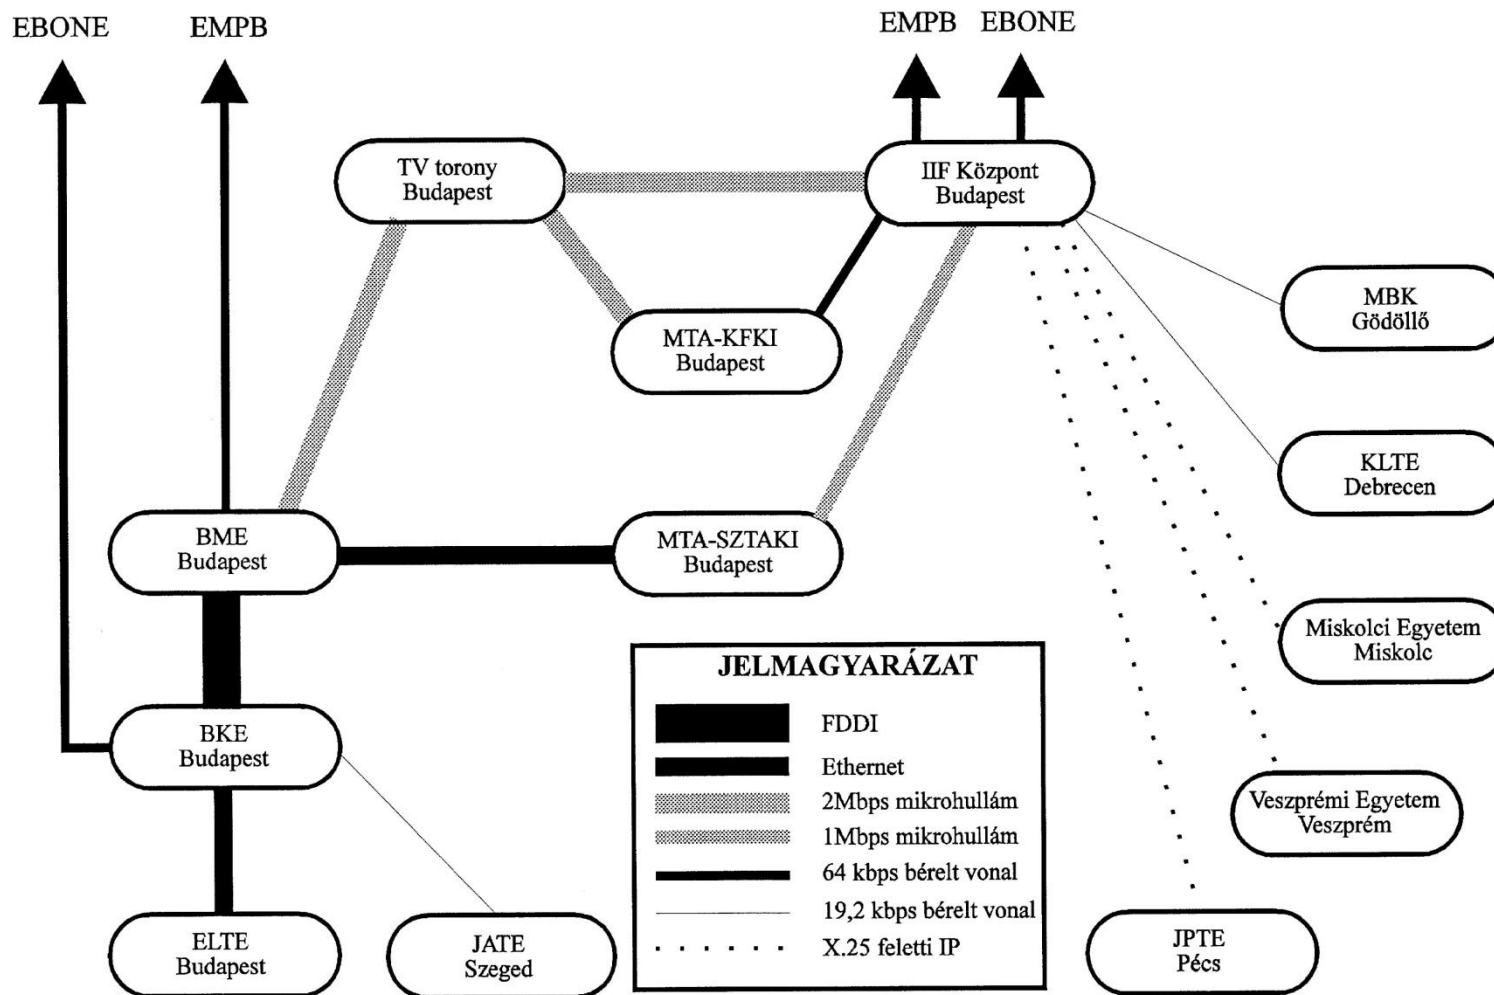 EBONE
EMPB
EMPB
EBONE
TV torony
Budapest
IIF Központ
Budapest
MTA-KFKI
Budapest
MBK
Gödöllő
KLTE
Debrecen
BME
Budapest
MTA-SZTAKI
Budapest
Miskolci Egyetem
Miskolc
BKE
Budapest
Veszprémi Egyetem
Veszprém
ELTE
Budapest
JATE
Szeged
JPTE
Pécs
JELMAGYARÁZAT
FDDI
Ethernet
2Mbps mikrohullám
1Mbps mikrohullám
64 kbps bérelt vonal
19,2 kbps bérelt vonal
X.25 feletti IP